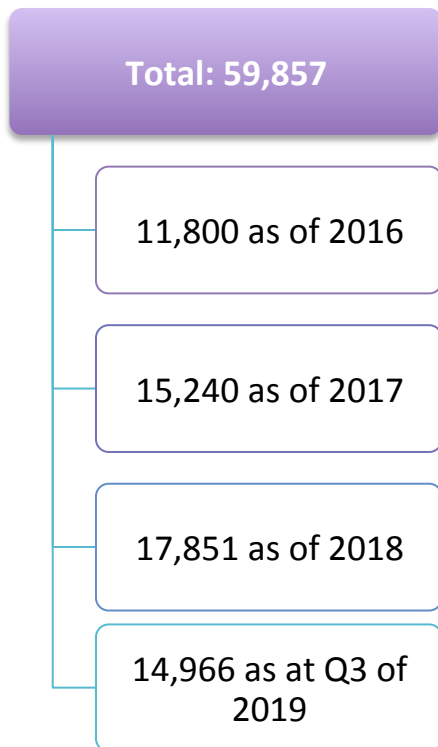 Total: 59,857
11,800 as of 2016
15,240 as of 2017
17,851 as of 2018
14,966 as at Q3 of
2019